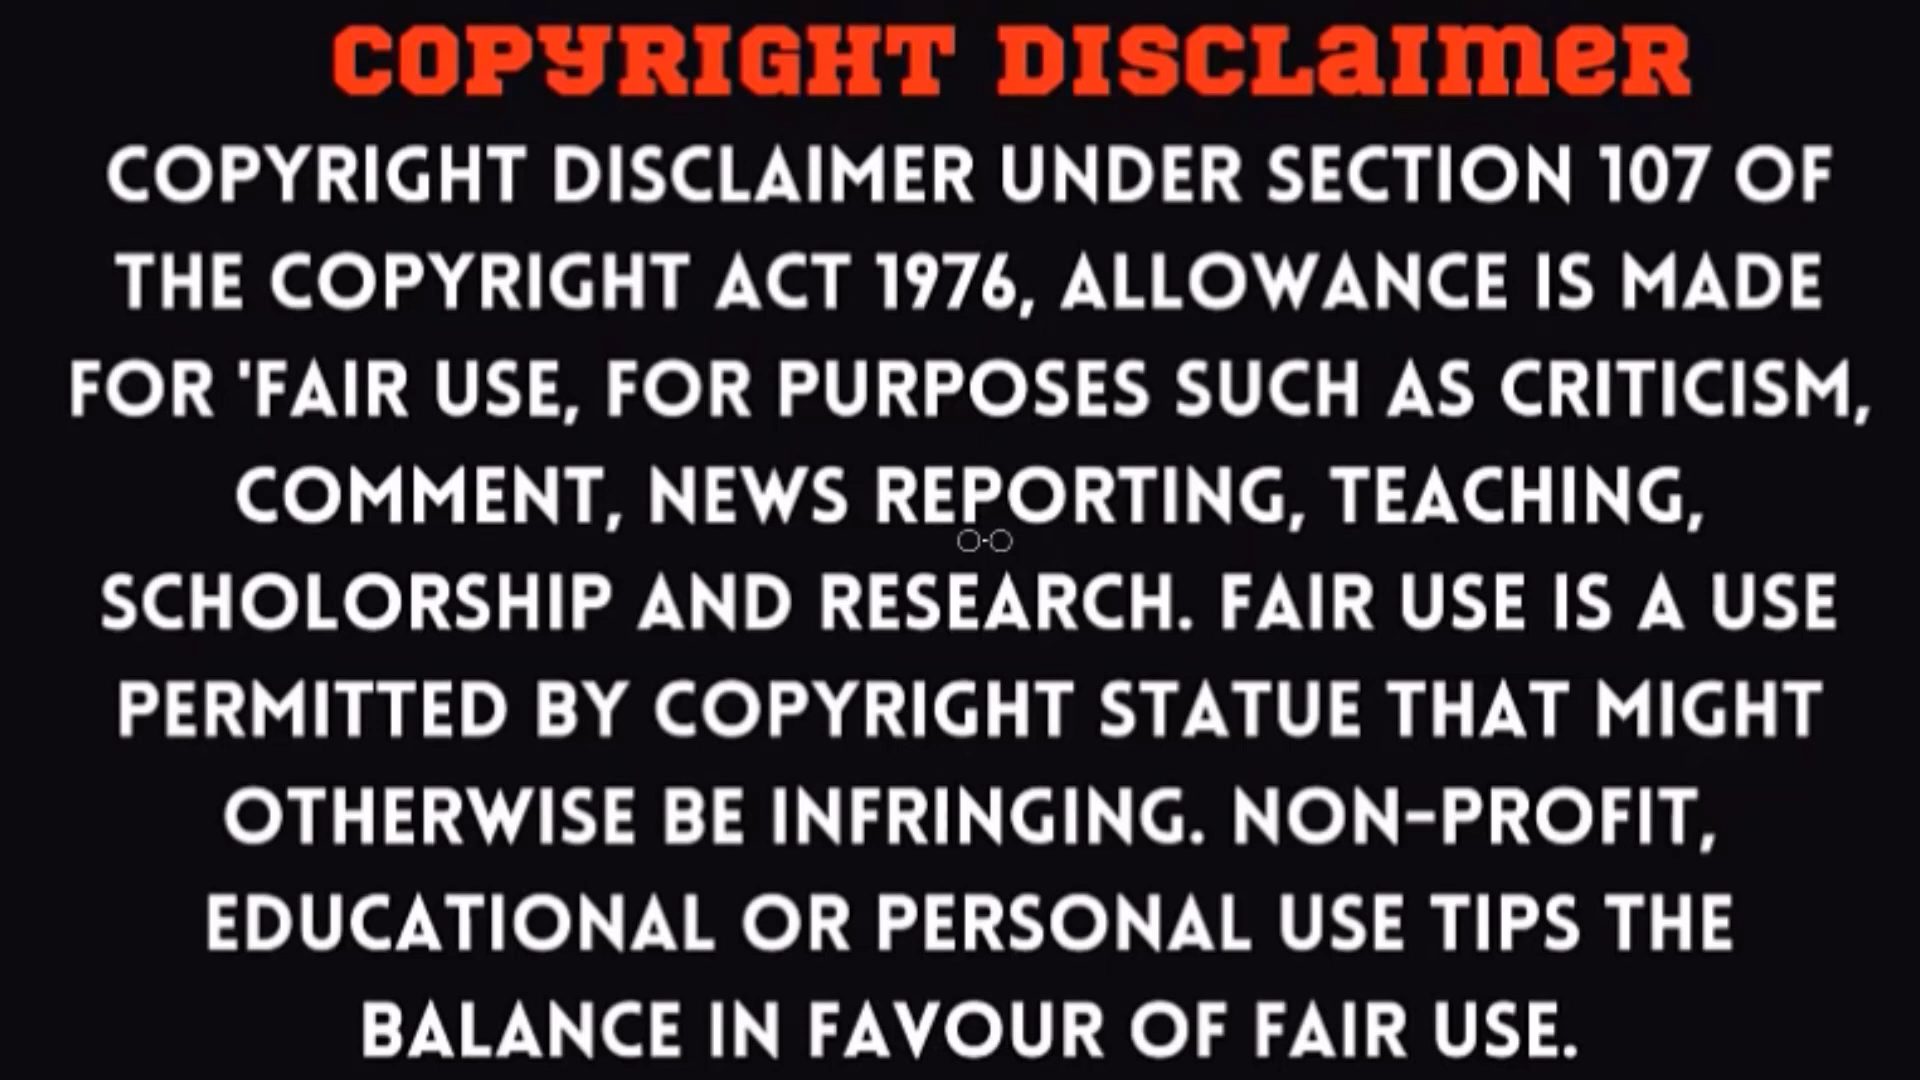 COPYRIGHT DISCLaImeR
COPYRIGHT DISCLAIMER UNDER SECTION 107 OF
THE COPYRIGHT ACT 1976, ALLOWANCE IS MADE
FOR 'FAIR USE, FOR PURPOSES SUCH AS CRITICISM,
COMMENT, NEWS REPORTING, TEACHING,
SCHOLORSHIP AND RESEARCH. FAIR USE IS A USE
PERMITTED BY COPYRIGHT STATUE THAT MIGHT
OTHERWISE BE INFRINGING. NON-PROFIT,
EDUCATIONAL OR PERSONAL USE TIPS THE
BALANCE IN FAVOUR OF FAIR USE.